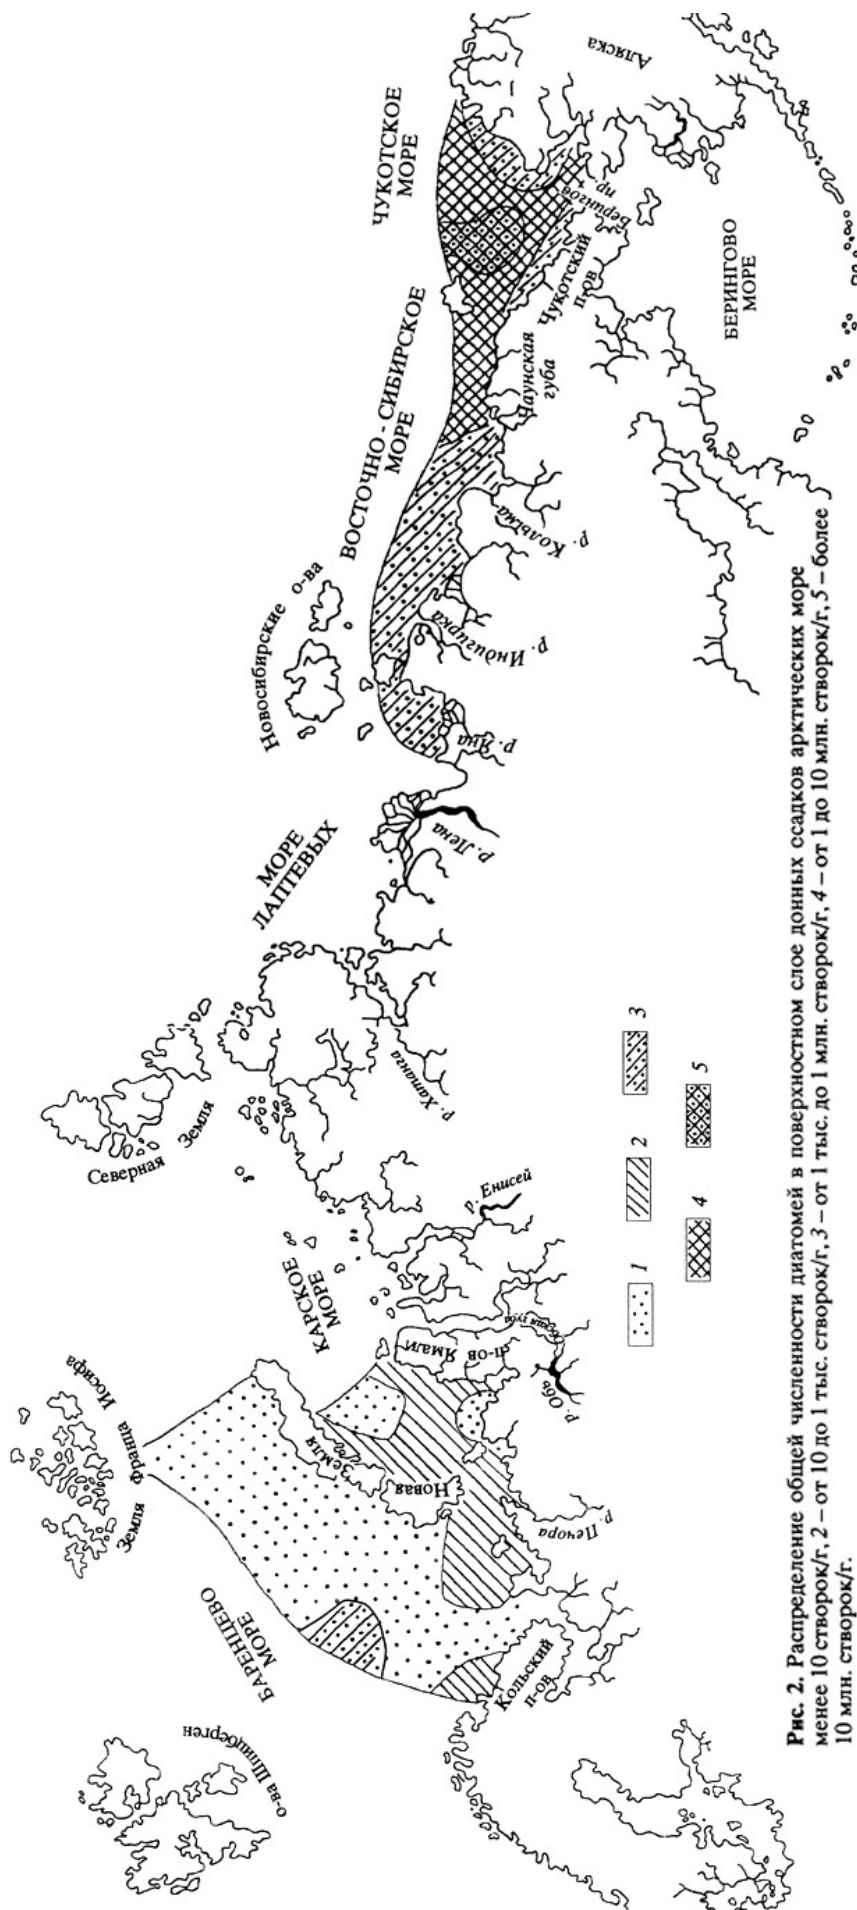 Аляска
ЧУКОТСКОЕ
МОРЕ
Берингов
пр.
Чукотский
п-ов
БЕРИНГОВО
МОРЕ
Чаунская
губа
ВОСТОЧНО - СИБИРСКОЕ
МОРЕ
р. Колыма
р. Индигирка
Новосибирские о-ва
р. Яна
р. Лена
МОРЕ
ЛАПТЕВЫХ
р. Хатанга
Северная Земля
р. Енисей
КАРСКОЕ
МОРЕ
п-ов Ямали
Обская губа
р. Обь
Земля Франца Иосифа
Новая Земля
р. Печора
БАРЕНЦЕВО
МОРЕ
Кольский
п-ов
о-ва Шпицберген
1
2
3
4
5
Рис. 2. Распределение общей численности диатомей в поверхностном слое донных ссадков арктических море
менее 10 створок/г, 2 – от 10 до 1 тыс. створок/г, 3 – от 1 тыс. до 1 млн. створок/г, 4 – от 1 до 10 млн. створок/г, 5 – более
10 млн. створок/г.